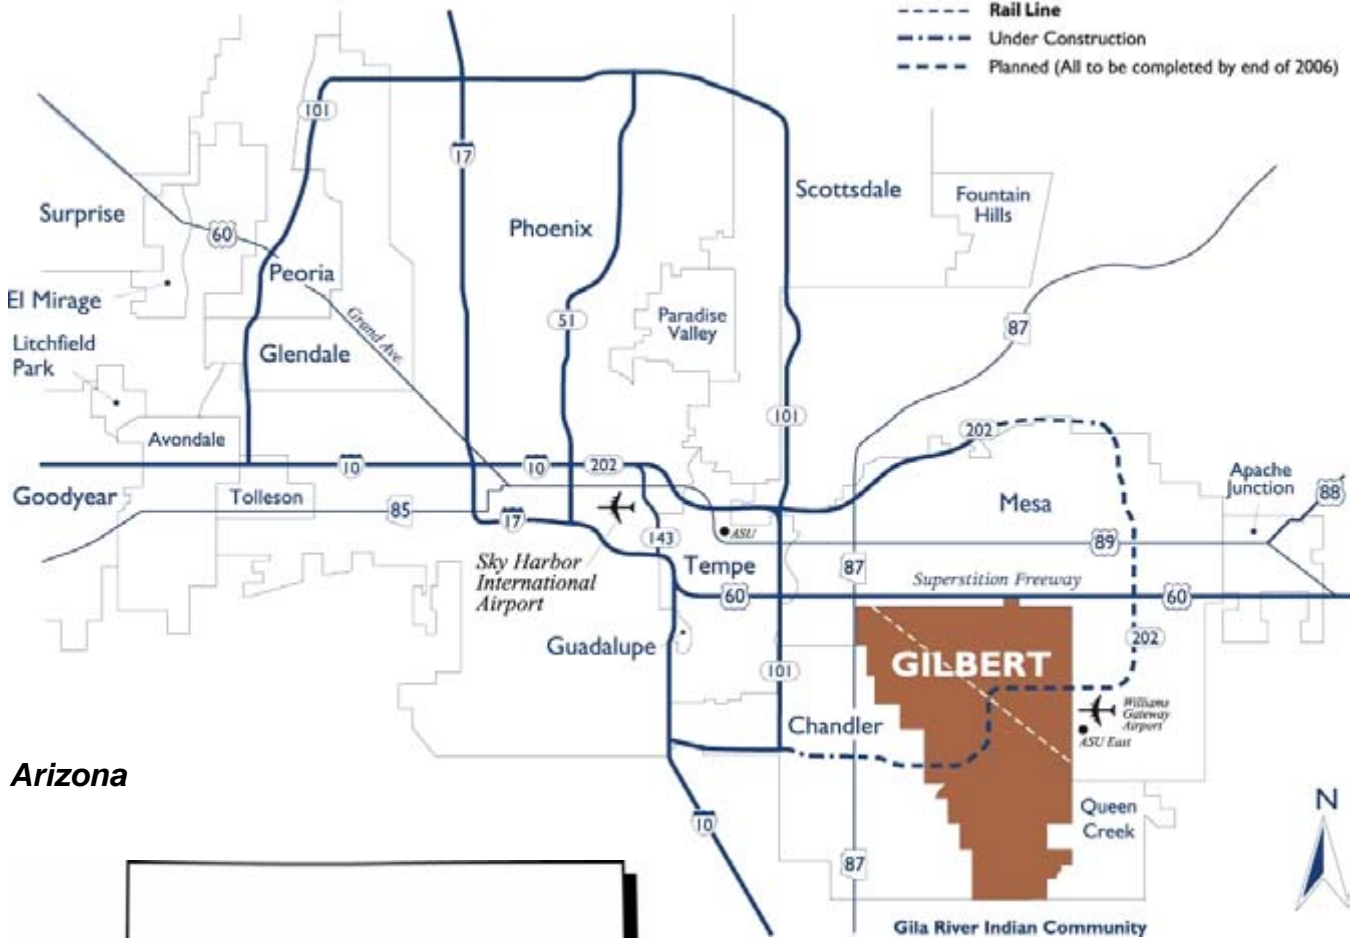 Rail Line
Under Construction
Planned (All to be completed by end of 2006)
101
17
Scottsdale
Fountain
Hills
Surprise
60
Phoenix
Peoria
El Mirage
51
Paradise
Valley
87
Grand Ave.
Litchfield
Park
Glendale
101
202
Avondale
10
10
202
Apache
Junction
Goodyear
Tolleson
85
17
Mesa
88
ASU
143
89
Sky Harbor
International
Airport
Tempe
87
Superstition Freeway
60
60
Guadalupe
202
GILBERT
101
Chandler
Williams
Gateway
Airport
ASU East
Arizona
10
Queen
Creek
N
87
Gila River Indian Community